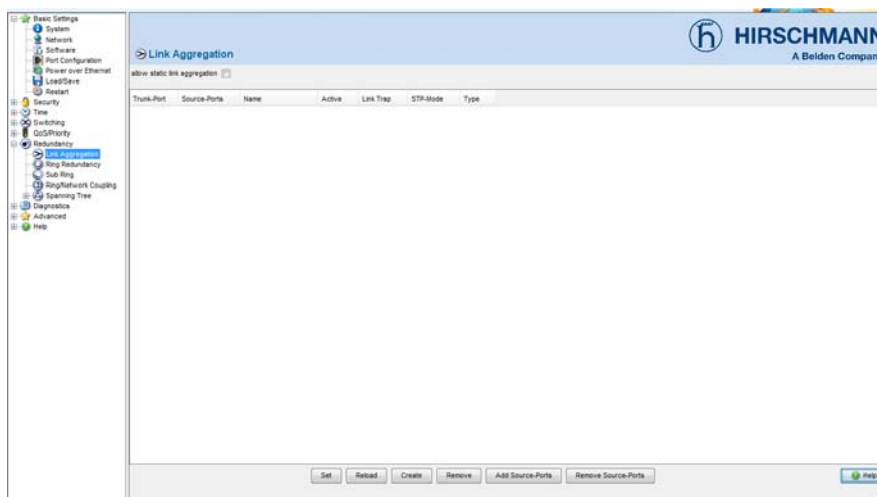 Basic Settings
System
Network
Software
Port Configuration
Power over Ethernet
Load/Save
Restart
Security
Time
Switching
QoS/Priority
Redundancy
Link Aggregation
Ring Redundancy
Sub Ring
Ring/Network Coupling
Spanning Tree
Diagnostics
Advanced
Help
Link Aggregation
HIRSCHMANN
A Belden Compan
allow static link aggregation
Trunk-Port Source-Ports Name Active Link Trap STP-Mode Type
Set Reload Create Remove Add Source-Ports Remove Source-Ports Help